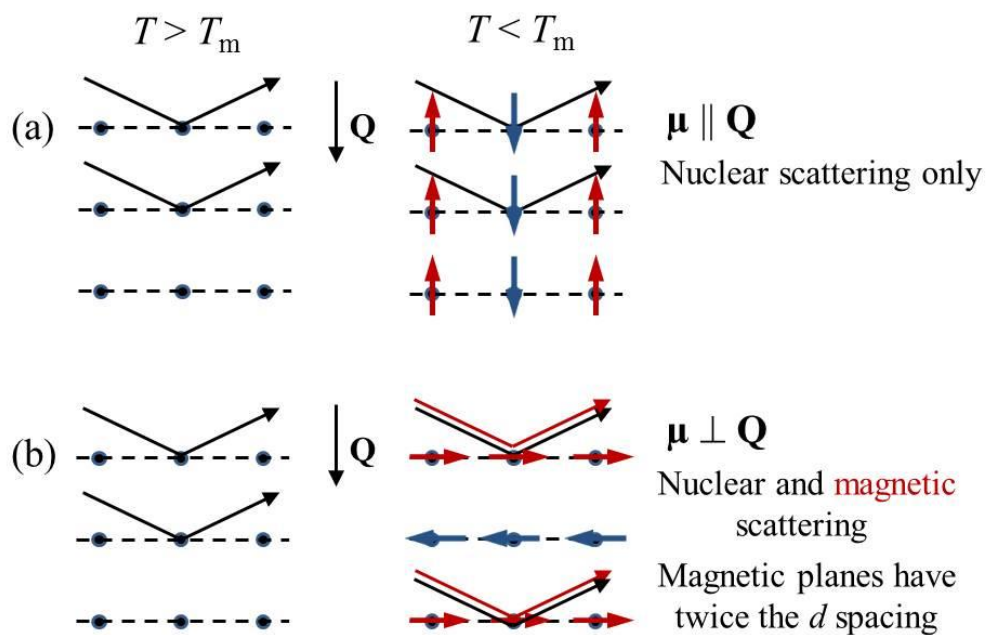 T > Tm
T < Tm
(a)
Q
μ || Q
Nuclear scattering only
(b)
Q
μ ⊥ Q
Nuclear and magnetic
scattering
Magnetic planes have
twice the d spacing